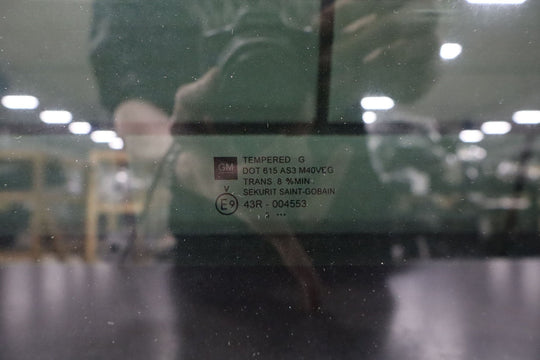 GM TEMPERED G
DOT 615 AS3 M40VEG
TRANS. 8 %MIN.
SEKURIT SAINT-GOBAIN
V
E9 43R - 004553